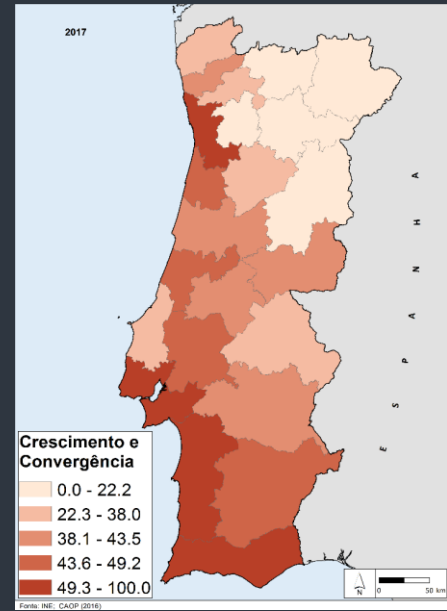 2017
E S P A N H A
Crescimento e
Convergência
0.0 - 22.2
22.3 - 38.0
38.1 - 43.5
43.6 - 49.2
49.3 - 100.0
N
0 50 km
Fonte: INE; CAOP (2016)